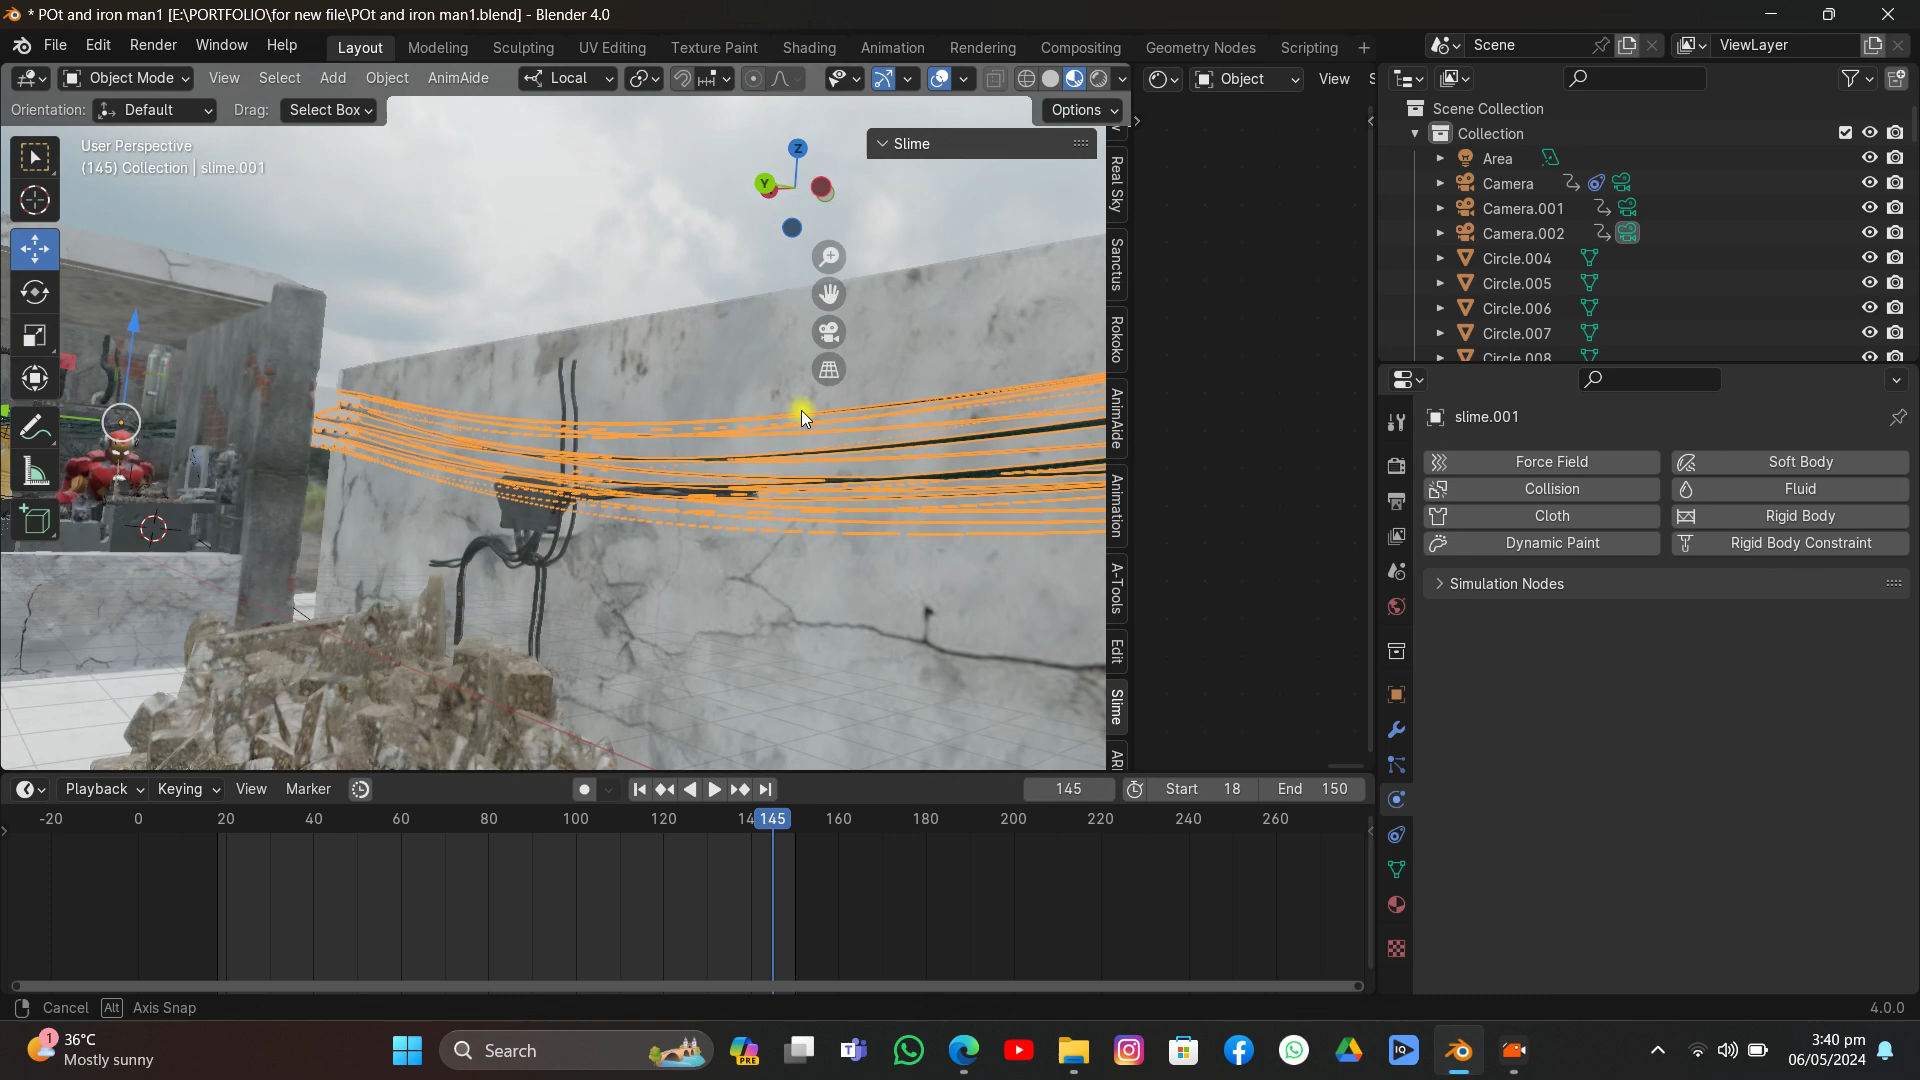 * POt and iron man1 [E:\PORTFOLIO\for new file\POt and iron man1.blend] - Blender 4.0
File Edit Render Window Help Layout Modeling Sculpting UV Editing Texture Paint Shading Animation Rendering Compositing Geometry Nodes Scripting + Scene ViewLayer
Object Mode View Select Add Object AnimAide Local Object View S
Orientation: Default Drag: Select Box Options
User Perspective
(145) Collection | slime.001
Slime
Z
Y
Real Sky
Sanctus
Rokoko
AnimAide
Animation
A-Tools
Edit
Slime
Scene Collection
Collection
Area
Camera
Camera.001
Camera.002
Circle.004
Circle.005
Circle.006
Circle.007
Circle.008
slime.001
Force Field Soft Body
Collision Fluid
Cloth Rigid Body
Dynamic Paint Rigid Body Constraint
Simulation Nodes
Playback Keying View Marker 145 Start 18 End 150
-20 0 20 40 60 80 100 120 14 145 160 180 200 220 240 260
Cancel Alt Axis Snap 4.0.0
1 36°C
Mostly sunny
Search
PRE
IQ
3:40 pm
06/05/2024